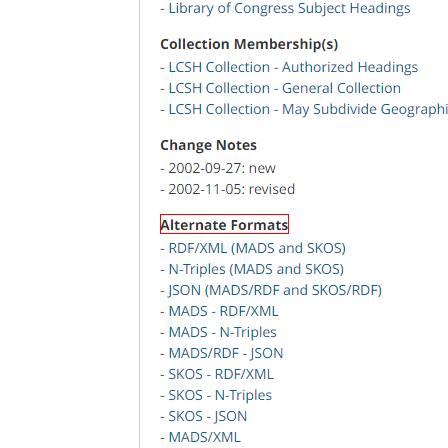 - Library of Congress Subject Headings
Collection Membership(s)
- LCSH Collection - Authorized Headings
- LCSH Collection - General Collection
- LCSH Collection - May Subdivide Geographi
Change Notes
- 2002-09-27: new
- 2002-11-05: revised
Alternate Formats
- RDF/XML (MADS and SKOS)
- N-Triples (MADS and SKOS)
- JSON (MADS/RDF and SKOS/RDF)
- MADS - RDF/XML
- MADS - N-Triples
- MADS/RDF - JSON
- SKOS - RDF/XML
- SKOS - N-Triples
- SKOS - JSON
- MADS/XML